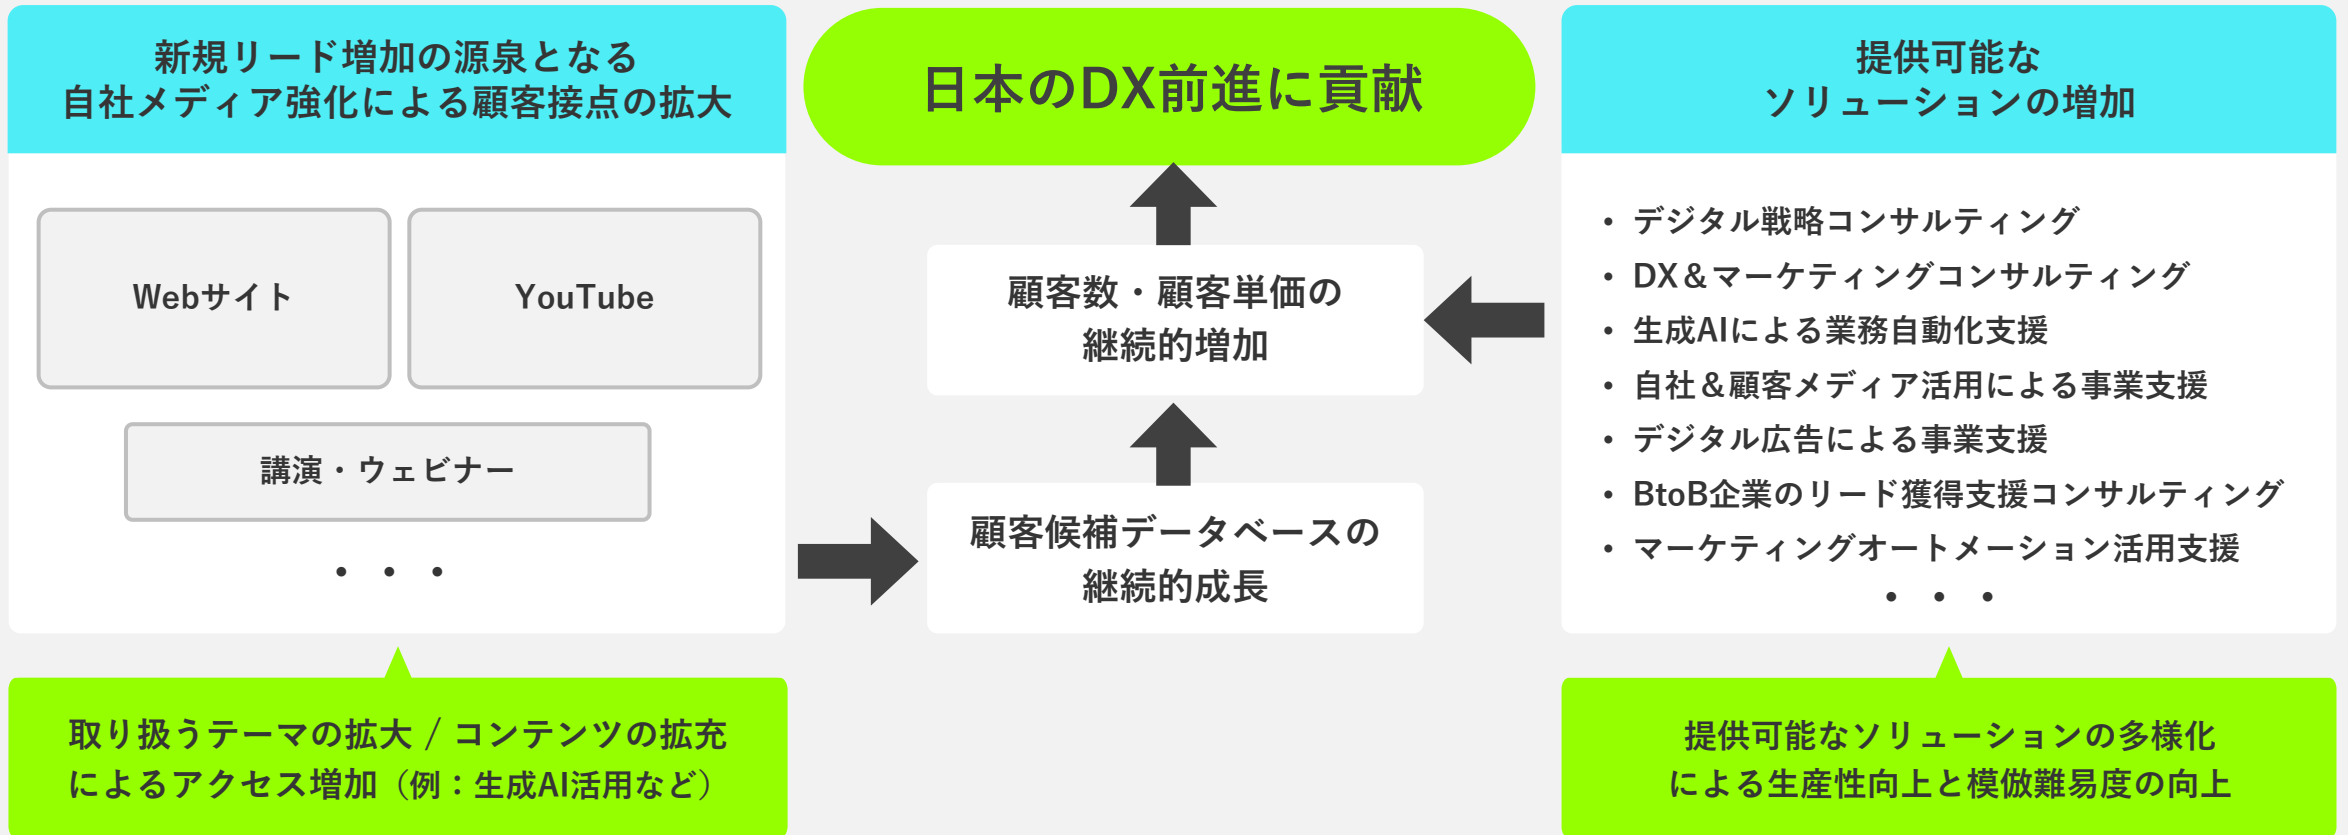 新規リード増加の源泉となる
自社メディア強化による顧客接点の拡大
Webサイト
YouTube
講演・ウェビナー
・・・
取り扱うテーマの拡大 / コンテンツの拡充
によるアクセス増加（例：生成AI活用など）
日本のDX前進に貢献
顧客数・顧客単価の
継続的増加
顧客候補データベースの
継続的成長
提供可能な
ソリューションの増加
・ デジタル戦略コンサルティング
・ DX＆マーケティングコンサルティング
・ 生成AIによる業務自動化支援
・ 自社＆顧客メディア活用による事業支援
・ デジタル広告による事業支援
・ BtoB企業のリード獲得支援コンサルティング
・ マーケティングオートメーション活用支援
・・・
提供可能なソリューションの多様化
による生産性向上と模倣難易度の向上